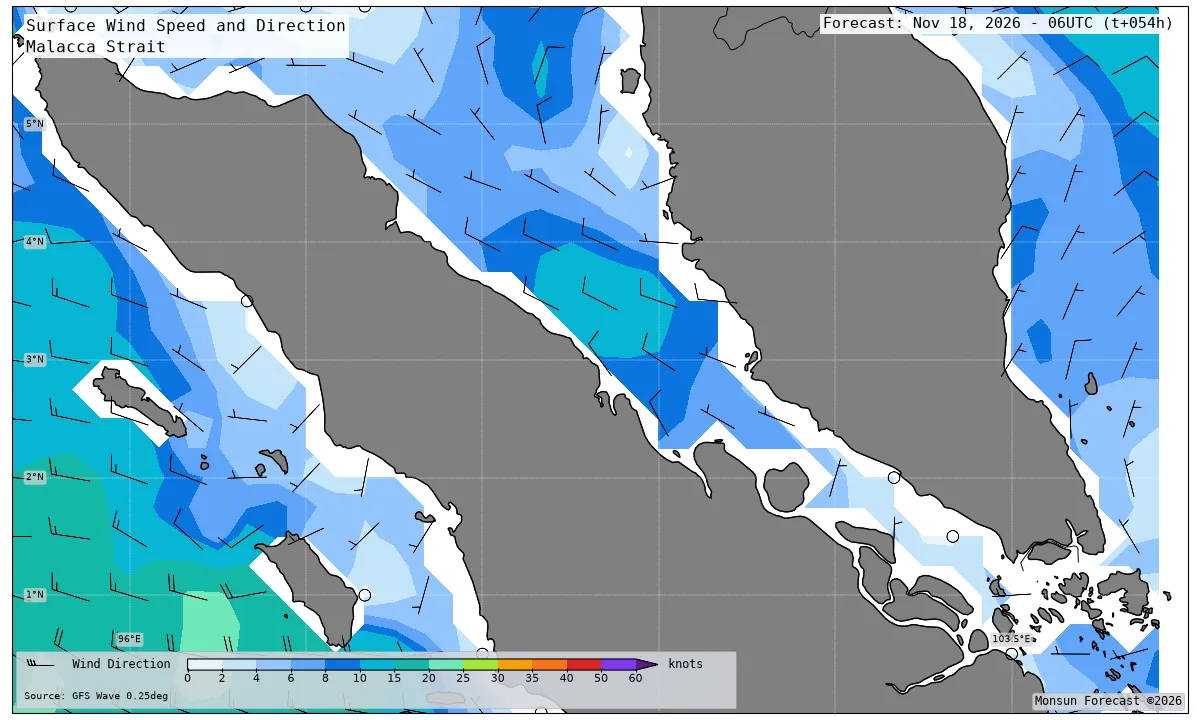 Surface Wind Speed and Direction
Malacca Strait
Forecast: Nov 18, 2026 - 06UTC (t+054h)
5°N
4°N
3°N
2°N
1°N
96°E
103.5°E
Wind Direction
0 2 4 6 8 10 12 15 20 25 30 35 40 50 60
knots
Source: GFS Wave 0.25deg
Monsun Forecast ©2026